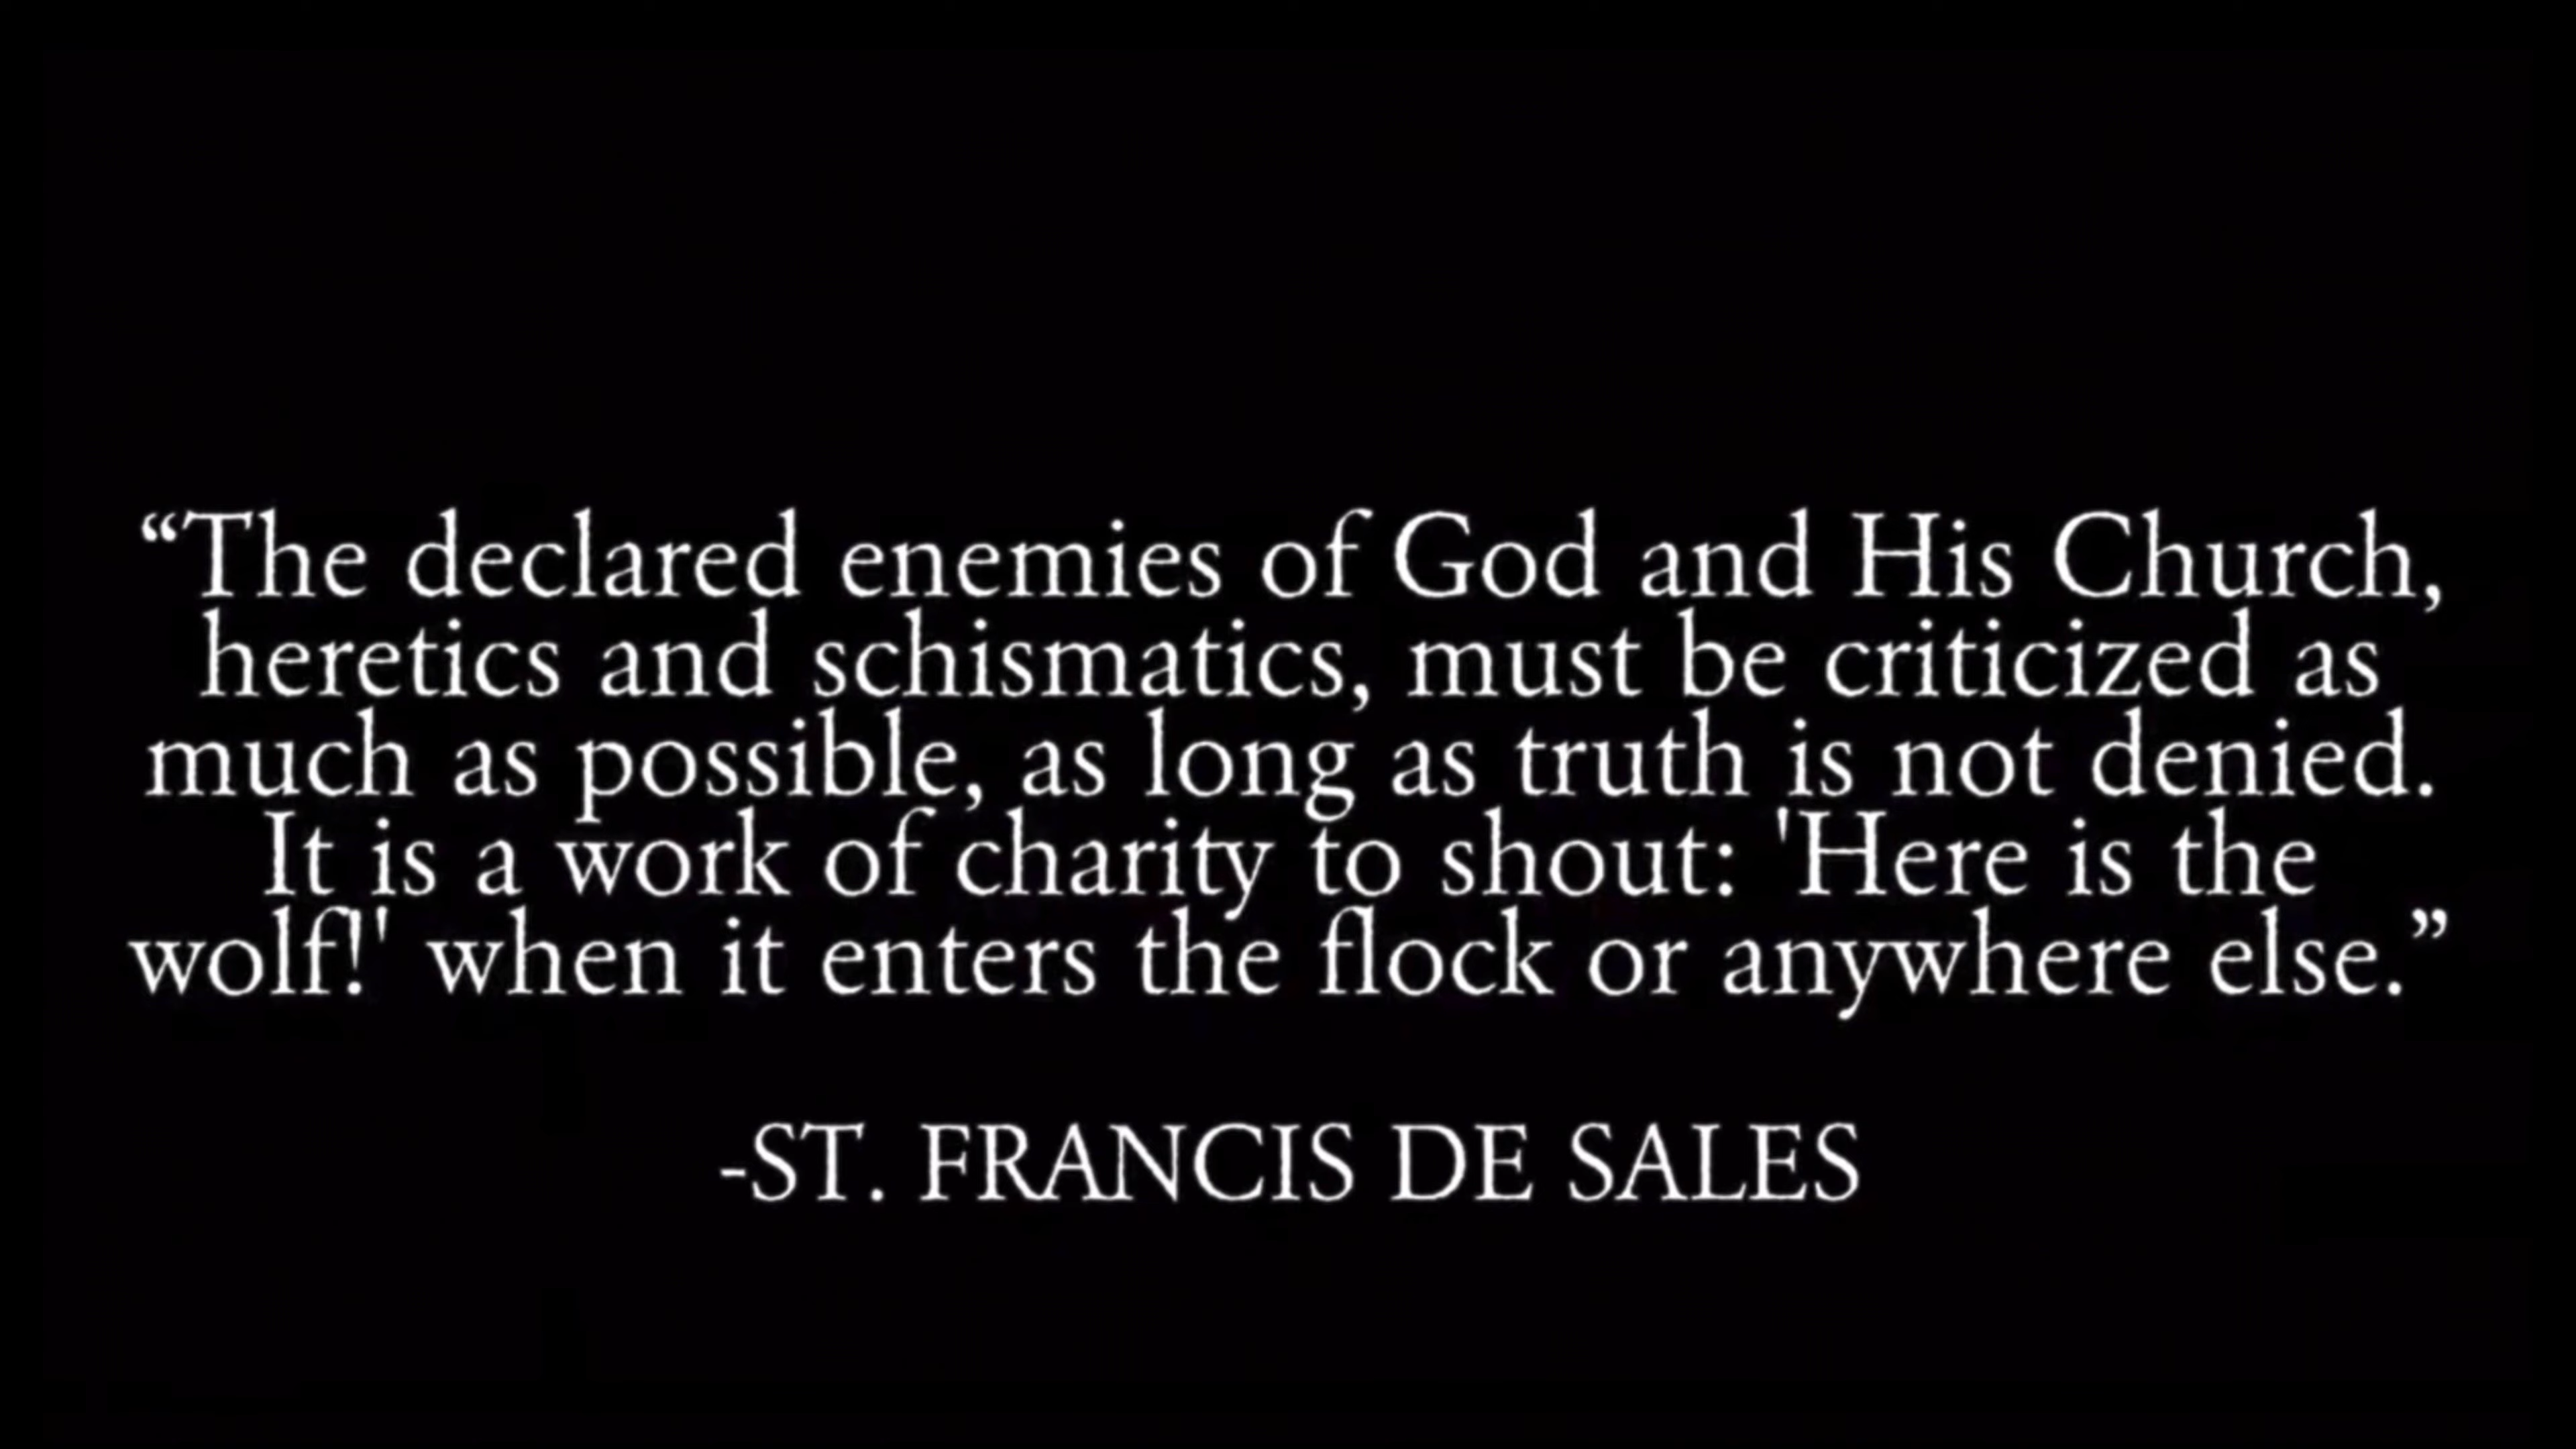 “The declared enemies of God and His Church,
heretics and schismatics, must be criticized as
much as possible, as long as truth is not denied.
It is a work of charity to shout: 'Here is the
wolf!' when it enters the flock or anywhere else.”
-ST. FRANCIS DE SALES